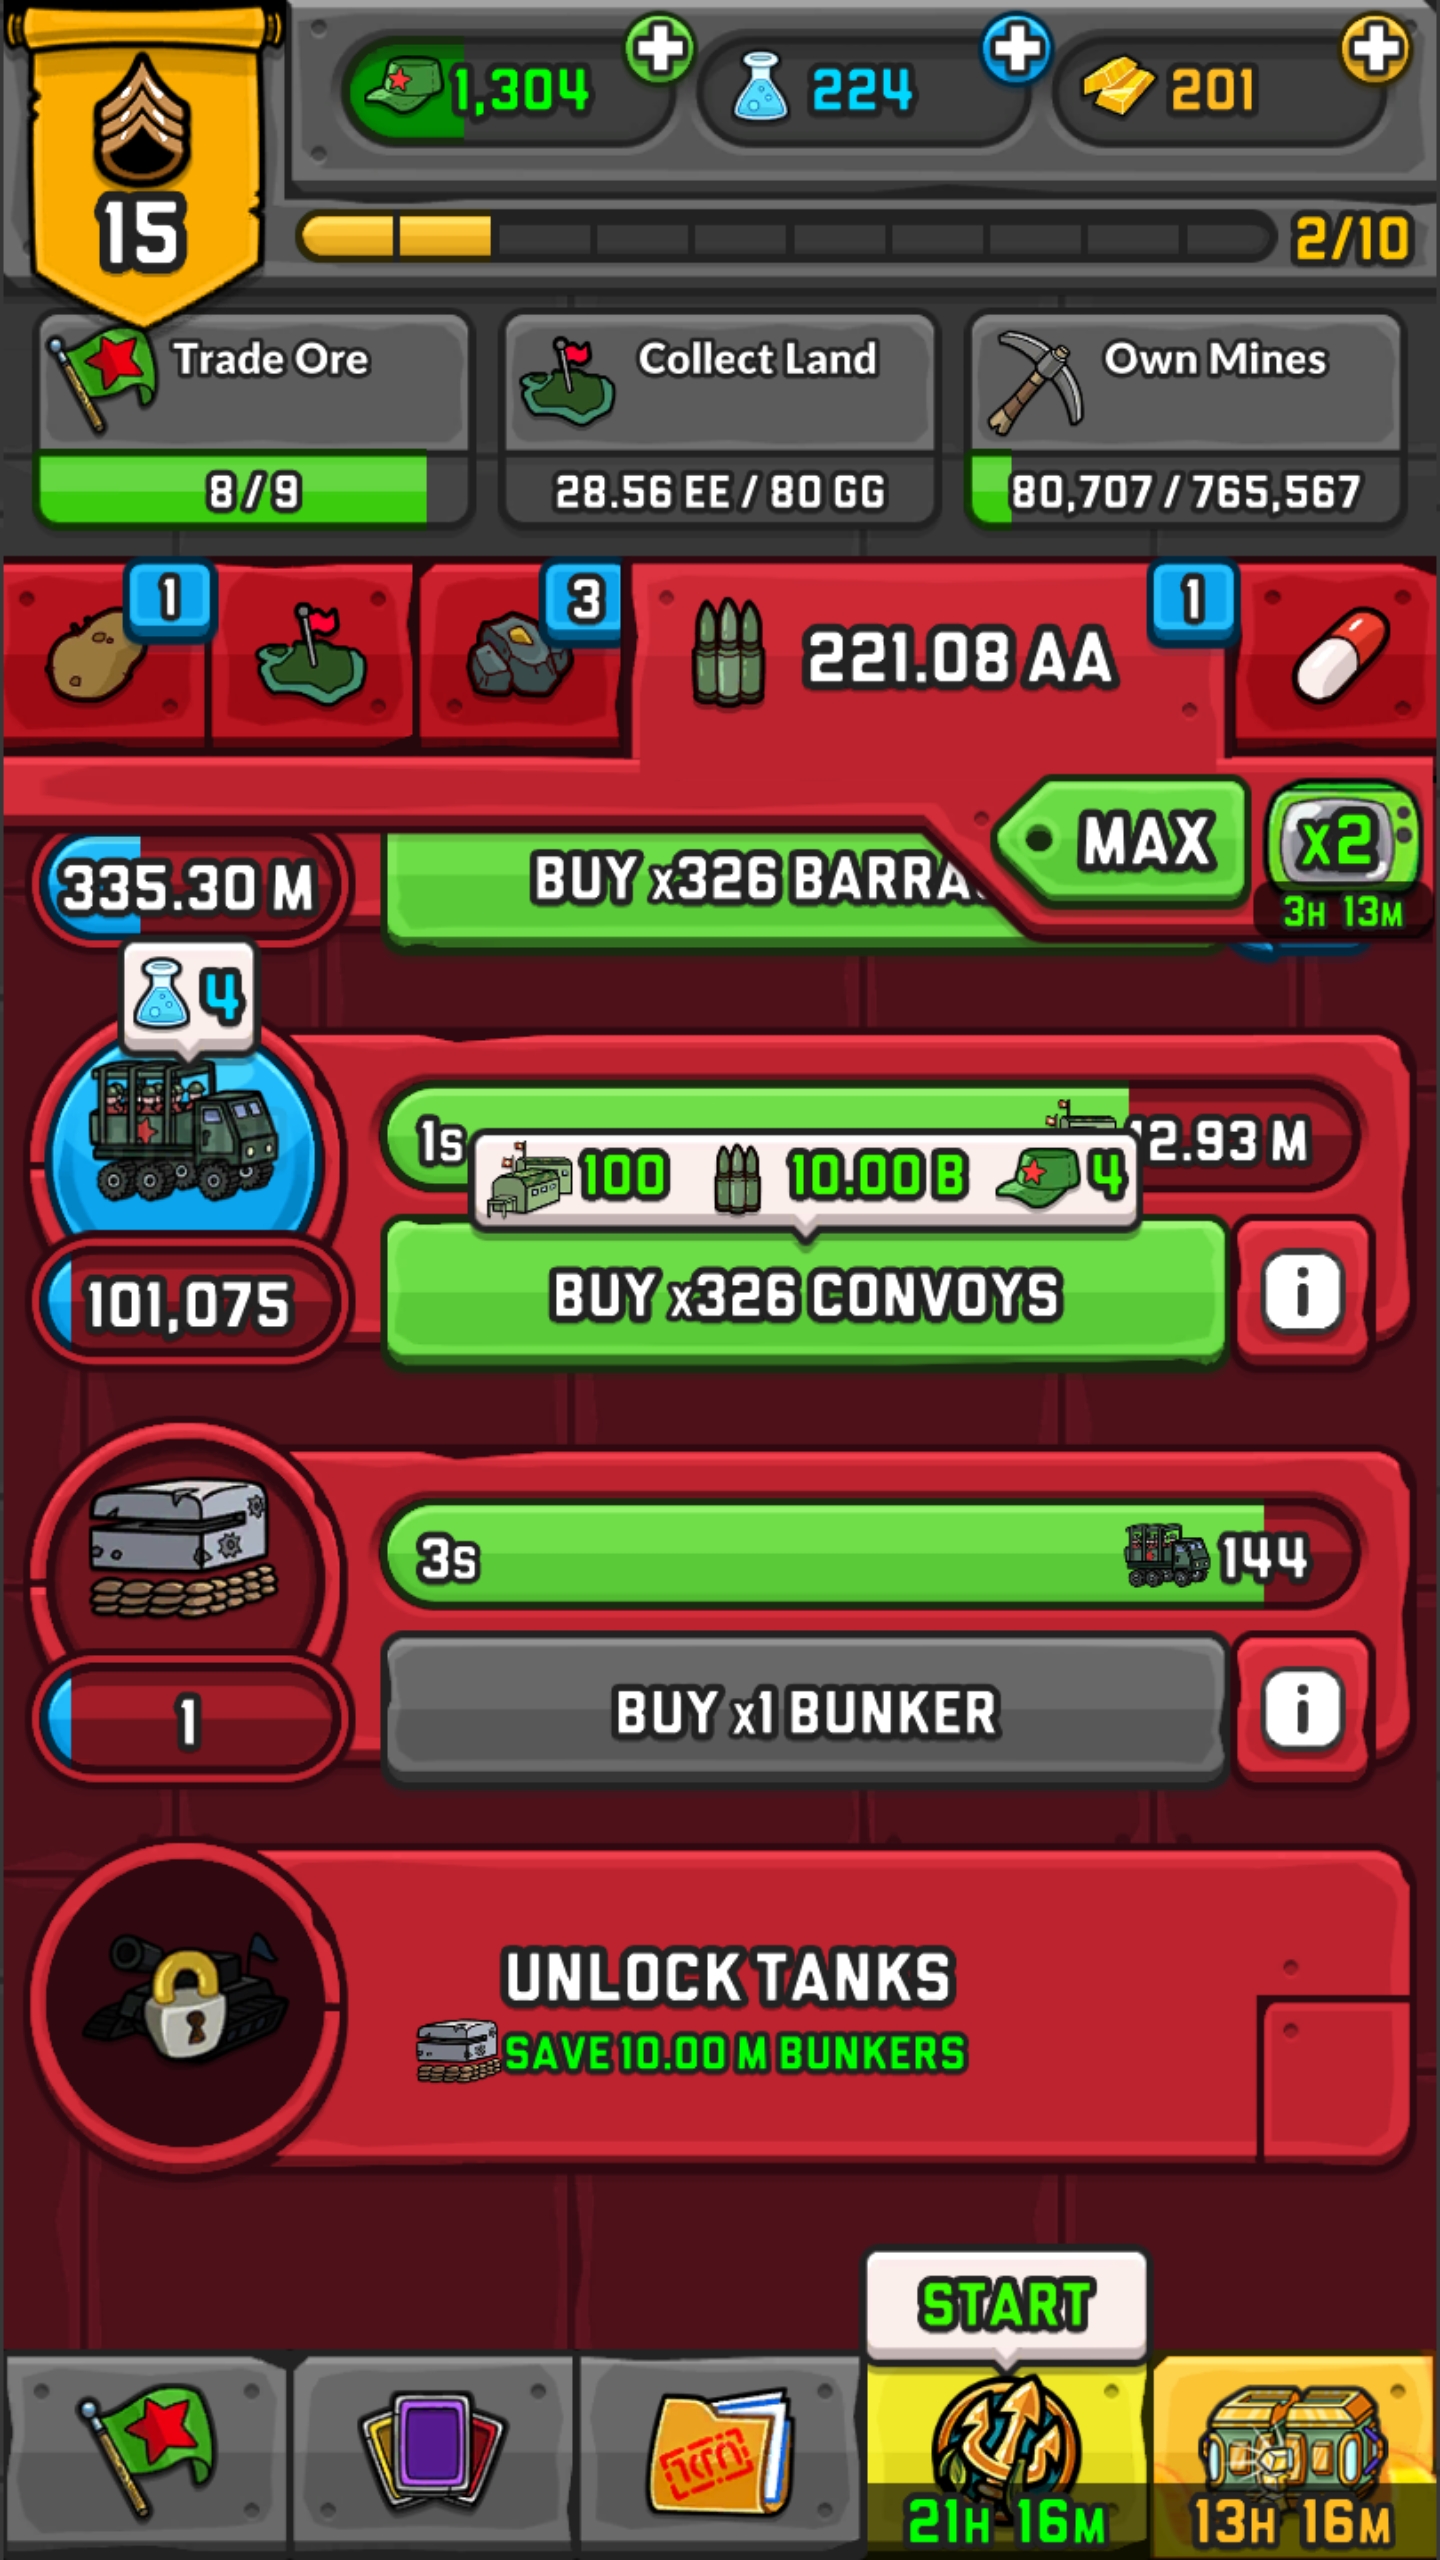 1,304
224
201
15
2/10
Trade Ore
Collect Land
Own Mines
8/9
28.56 EE / 80 GG
80,707 / 765,567
1
3
221.08 AA
1
MAX
x2
3H 13M
335.30 M
BUY x326 BARRA
4
1s
12.93 M
100
10.00 B
4
101,075
BUY x326 CONVOYS
i
3s
144
1
BUY x1 BUNKER
i
UNLOCK TANKS
SAVE 10.00 M BUNKERS
START
21H 16M
13H 16M